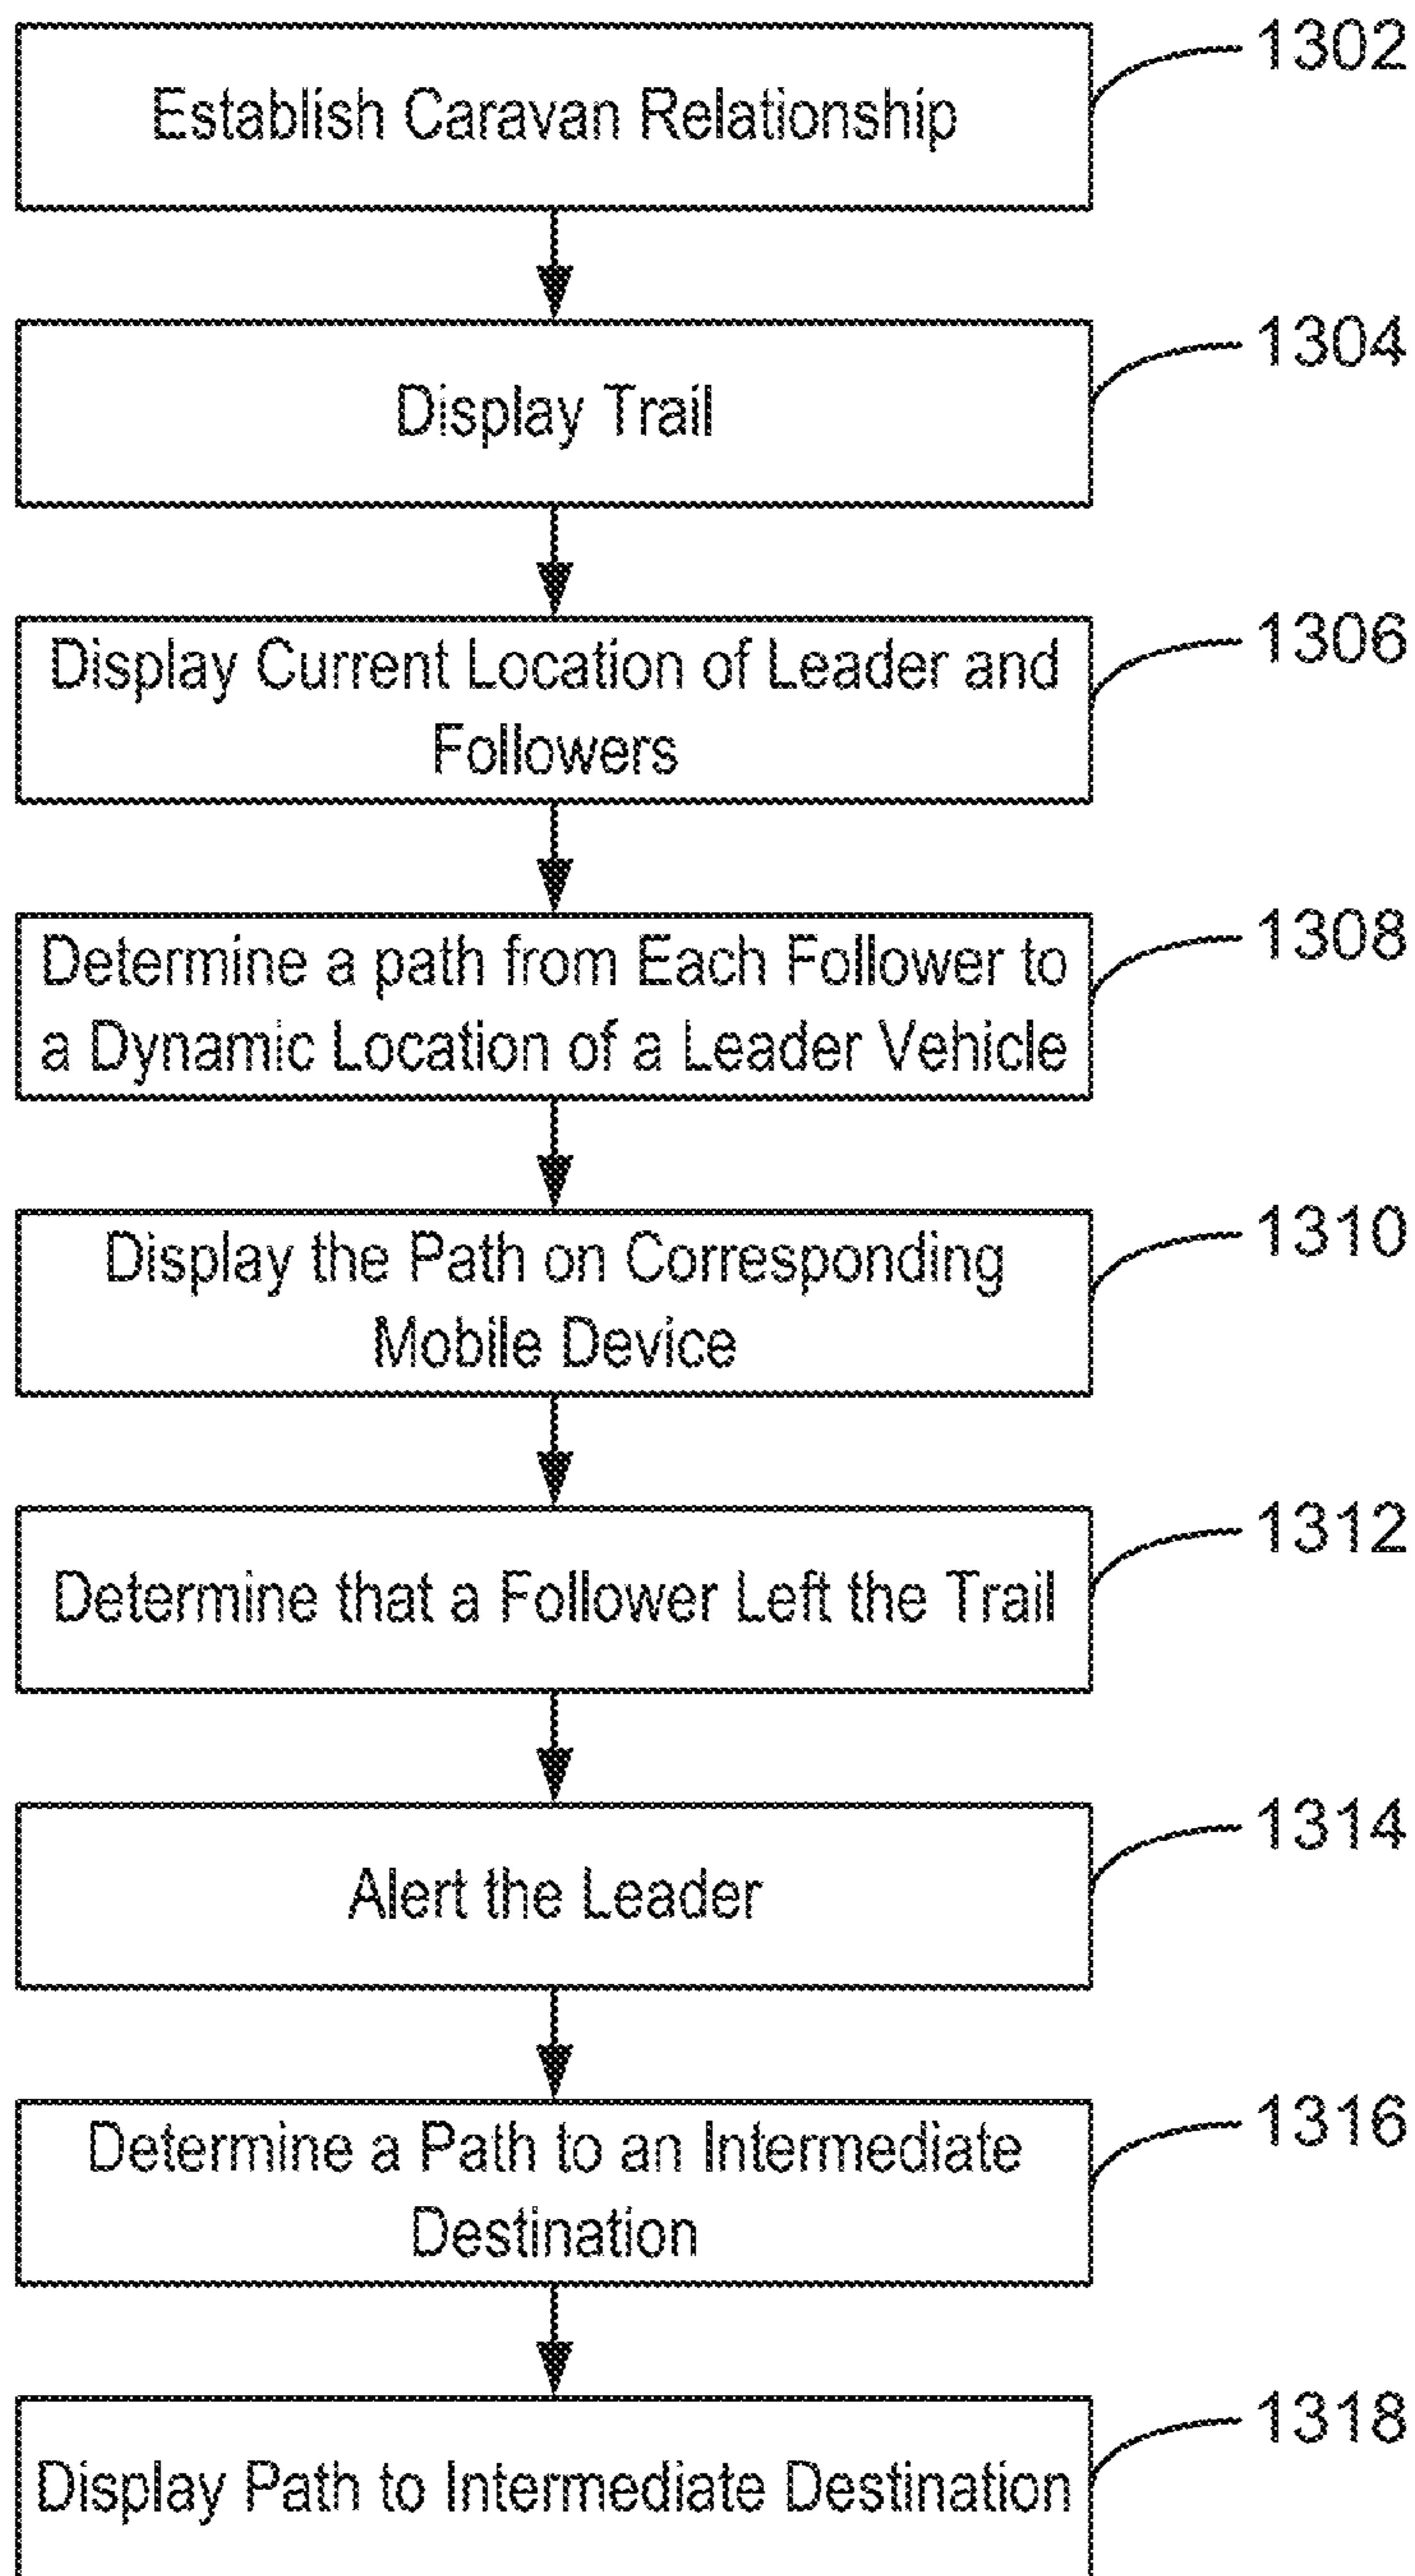 Establish Caravan Relationship
1302
Display Trail
1304
Display Current Location of Leader and
Followers
1306
Determine a path from Each Follower to
a Dynamic Location of a Leader Vehicle
1308
Display the Path on Corresponding
Mobile Device
1310
Determine that a Follower Left the Trail
1312
Alert the Leader
1314
Determine a Path to an Intermediate
Destination
1316
Display Path to Intermediate Destination
1318